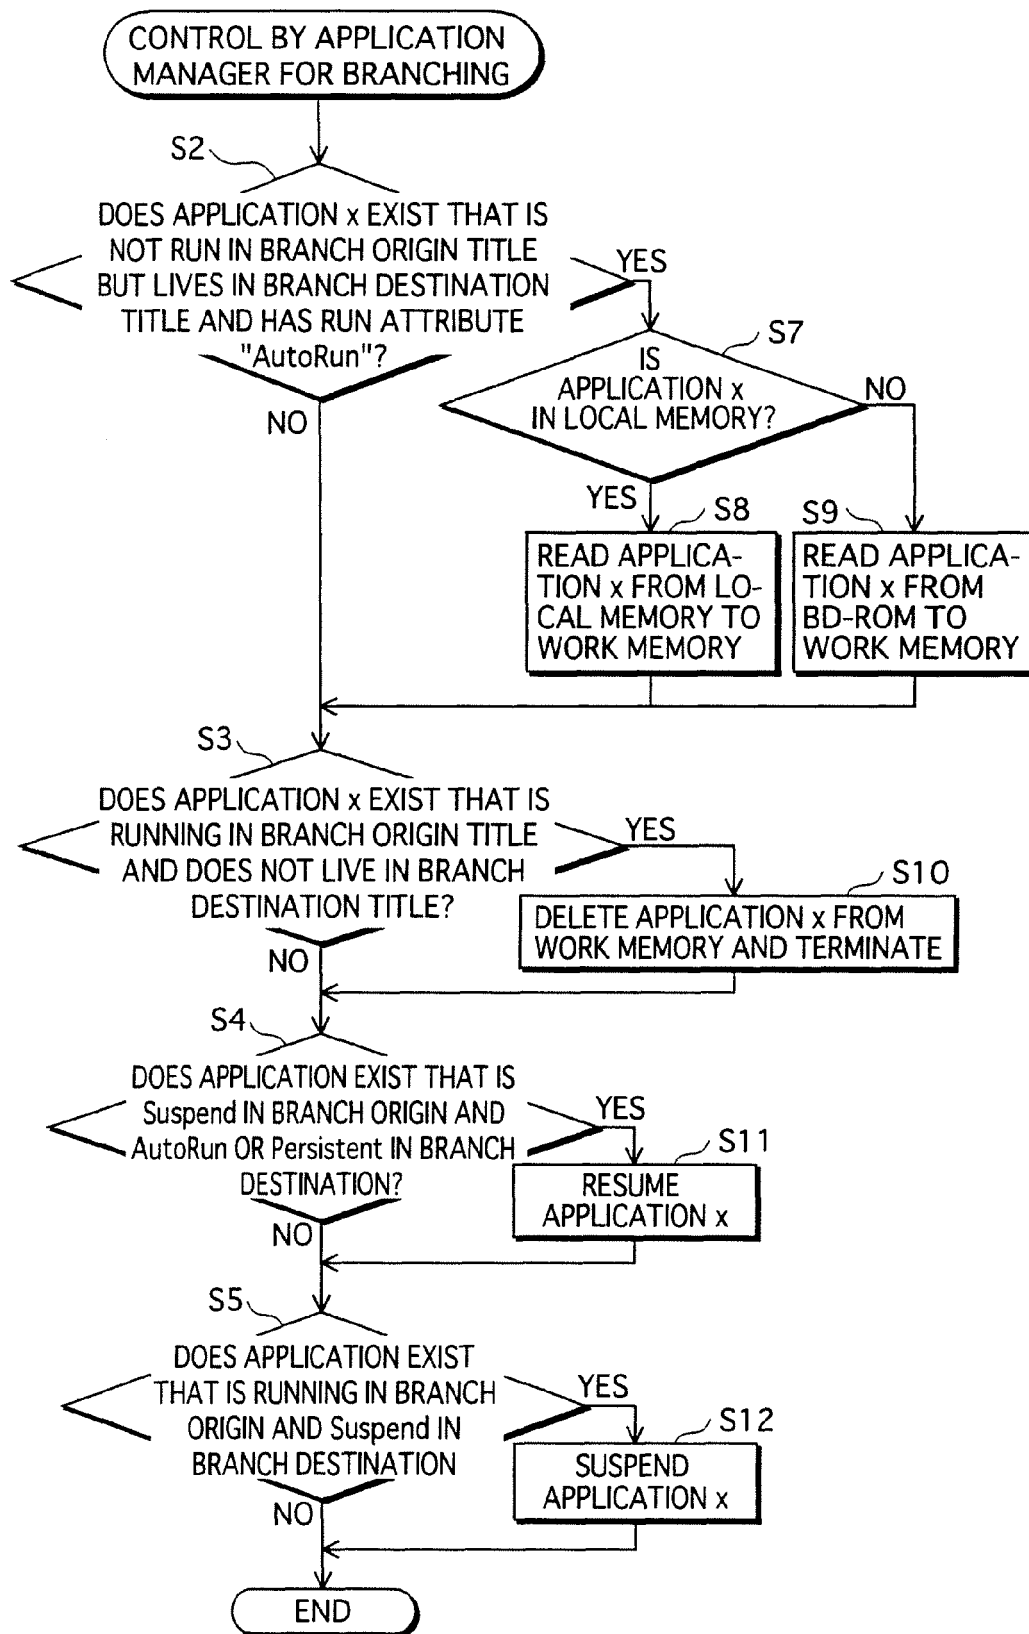 CONTROL BY APPLICATION
MANAGER FOR BRANCHING
S2
DOES APPLICATION x EXIST THAT IS
NOT RUN IN BRANCH ORIGIN TITLE
BUT LIVES IN BRANCH DESTINATION
TITLE AND HAS RUN ATTRIBUTE
"AutoRun"?
YES
NO
S7
IS
APPLICATION x
IN LOCAL MEMORY?
NO
YES
S8
READ APPLICA-
TION x FROM LO-
CAL MEMORY TO
WORK MEMORY
S9
READ APPLICA-
TION x FROM
BD-ROM TO
WORK MEMORY
S3
DOES APPLICATION x EXIST THAT IS
RUNNING IN BRANCH ORIGIN TITLE
AND DOES NOT LIVE IN BRANCH
DESTINATION TITLE?
YES
NO
S10
DELETE APPLICATION x FROM
WORK MEMORY AND TERMINATE
S4
DOES APPLICATION EXIST THAT IS
Suspend IN BRANCH ORIGIN AND
AutoRun OR Persistent IN BRANCH
DESTINATION?
YES
NO
S11
RESUME
APPLICATION x
S5
DOES APPLICATION EXIST
THAT IS RUNNING IN BRANCH
ORIGIN AND Suspend IN
BRANCH DESTINATION
YES
NO
S12
SUSPEND
APPLICATION x
END